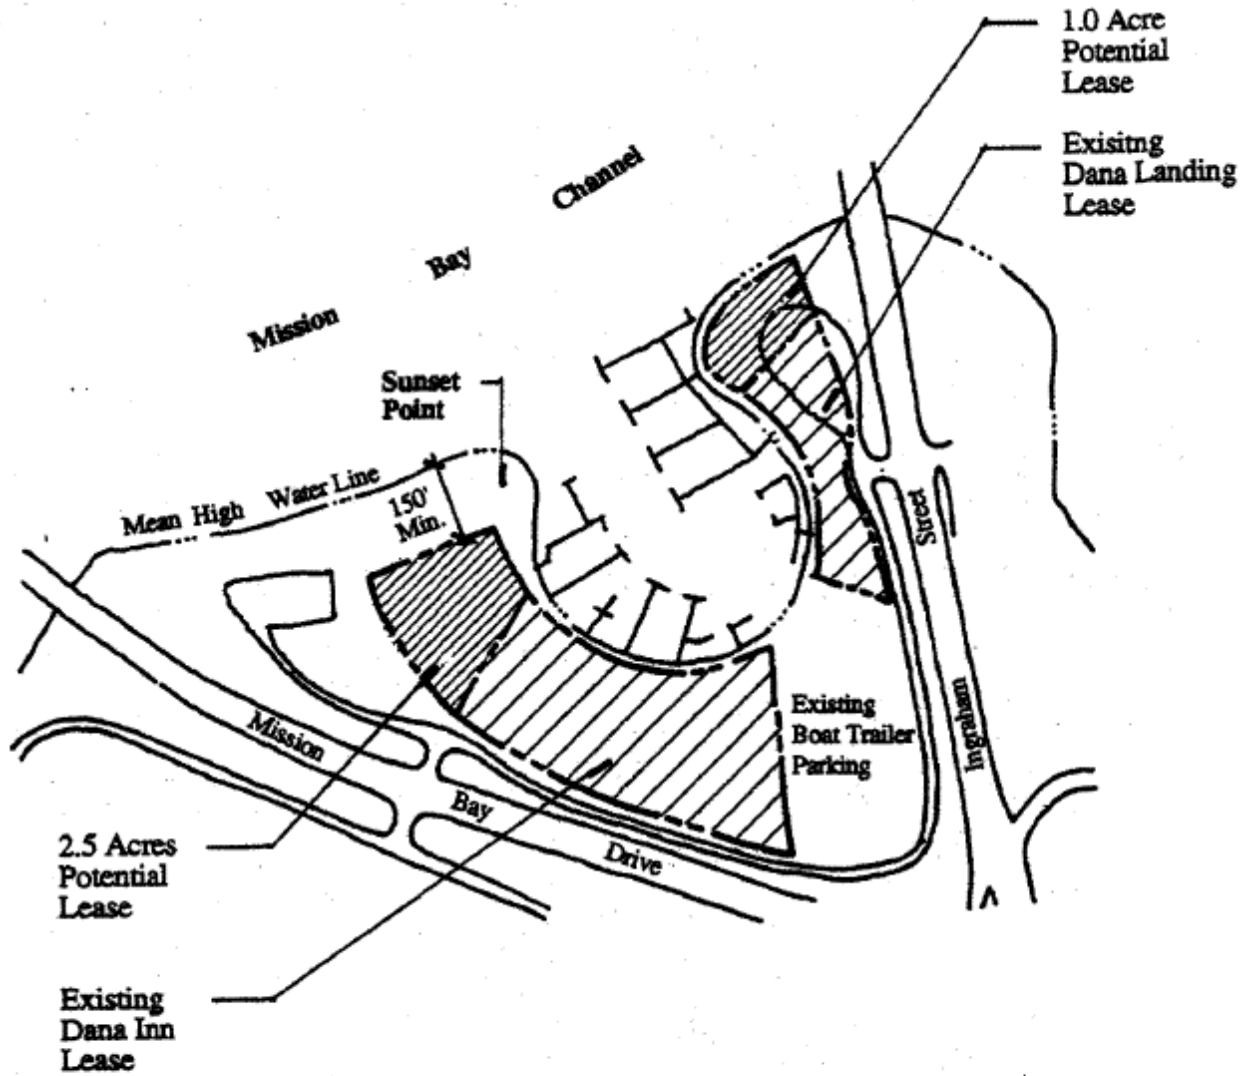 1.0 Acre
Potential
Lease
Exisitng
Dana Landing
Lease
Mission Bay Channel
Sunset
Point
Mean High Water Line
150'
Min.
Existing
Boat Trailer
Parking
Ingraham Street
Mission Bay Drive
2.5 Acres
Potential
Lease
Existing
Dana Inn
Lease